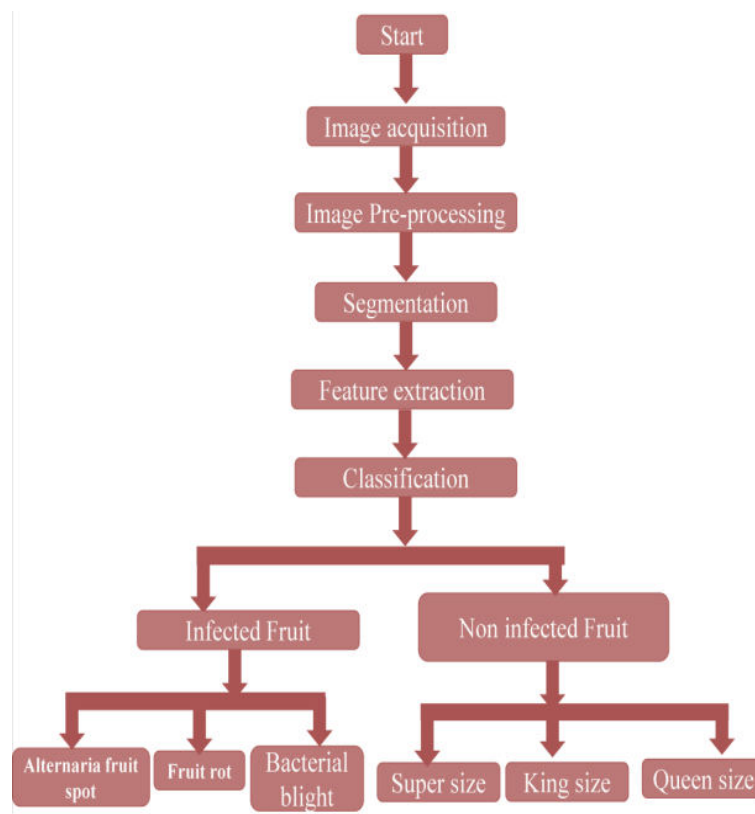 Start
Image acquisition
Image Pre-processing
Segmentation
Feature extraction
Classification
Infected Fruit
Non infected Fruit
Alternaria fruit
spot
Fruit rot
Bacterial
blight
Super size
King size
Queen size